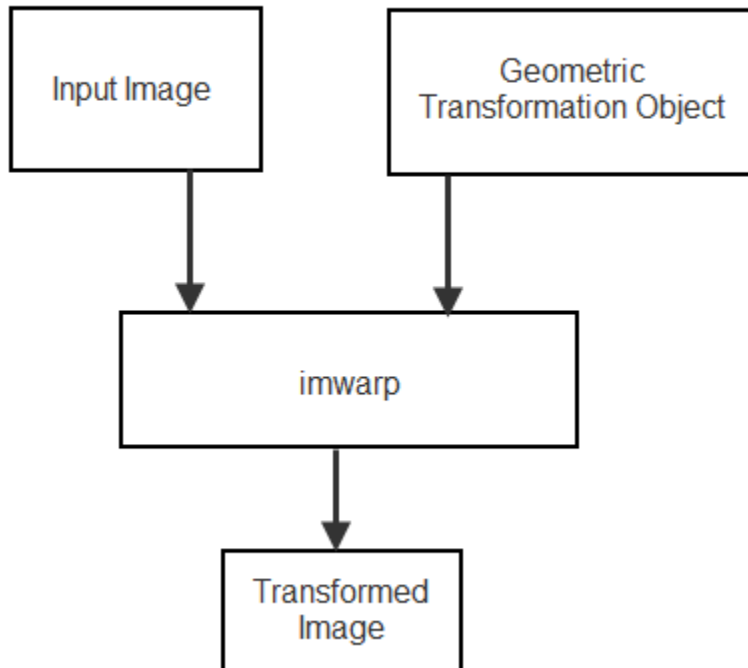 Input Image
Geometric
Transformation Object
imwarp
Transformed
Image